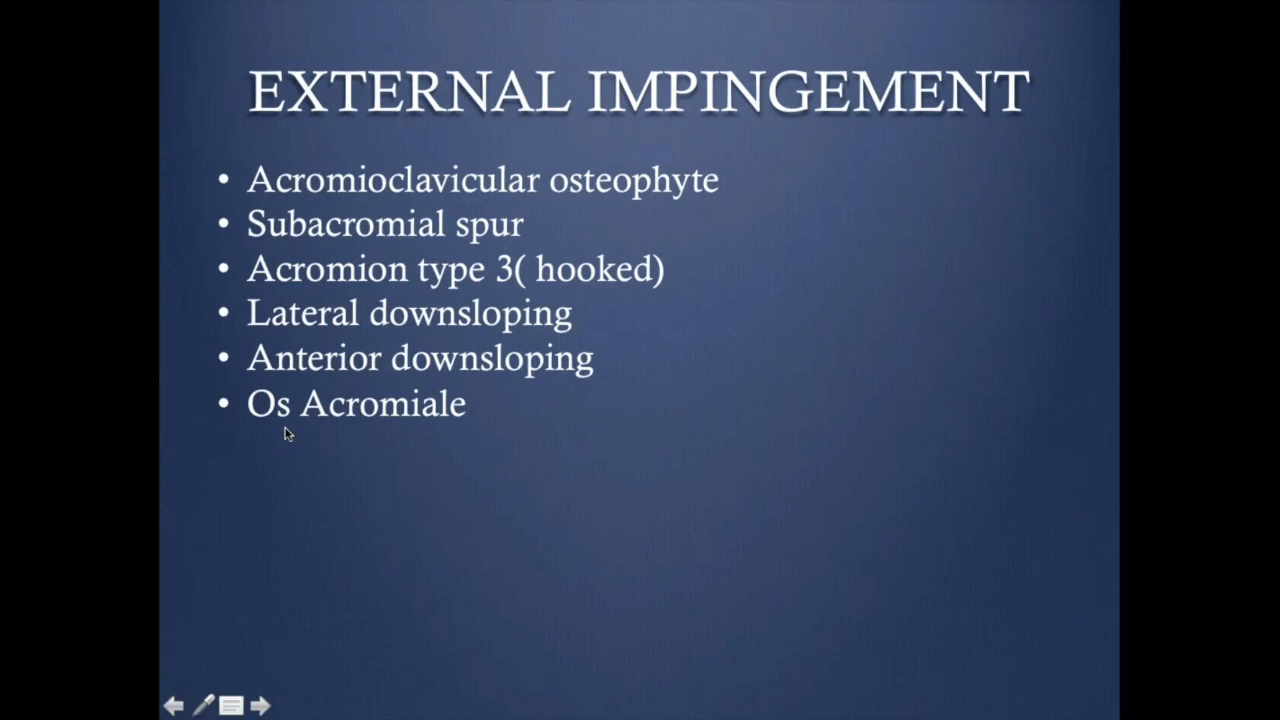 EXTERNAL IMPINGEMENT
• Acromioclavicular osteophyte
• Subacromial spur
• Acromion type 3( hooked)
• Lateral downsloping
• Anterior downsloping
• Os Acromiale